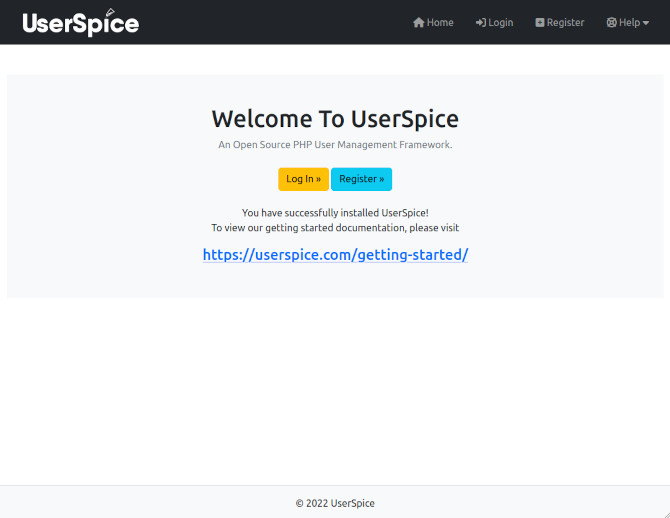 UserSpice
Home Login Register Help
Welcome To UserSpice
An Open Source PHP User Management Framework.
Log In » Register »
You have successfully installed UserSpice!
To view our getting started documentation, please visit
https://userspice.com/getting-started/
© 2022 UserSpice